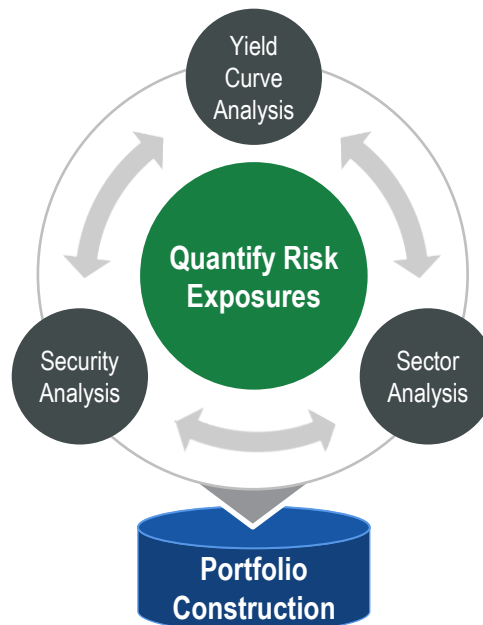 Yield
Curve
Analysis
Quantify Risk
Exposures
Security
Analysis
Sector
Analysis
Portfolio
Construction